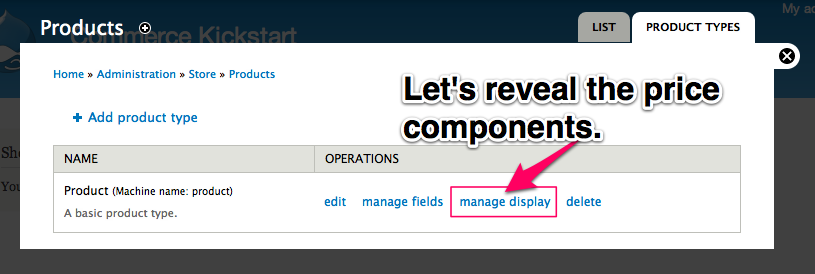 My ac
Products
Commerce Kickstart
LIST
PRODUCT TYPES
Home » Administration » Store » Products
Let's reveal the price
components.
+ Add product type
NAME
OPERATIONS
Product (Machine name: product)
A basic product type.
edit
manage fields
manage display
delete
Sho
You